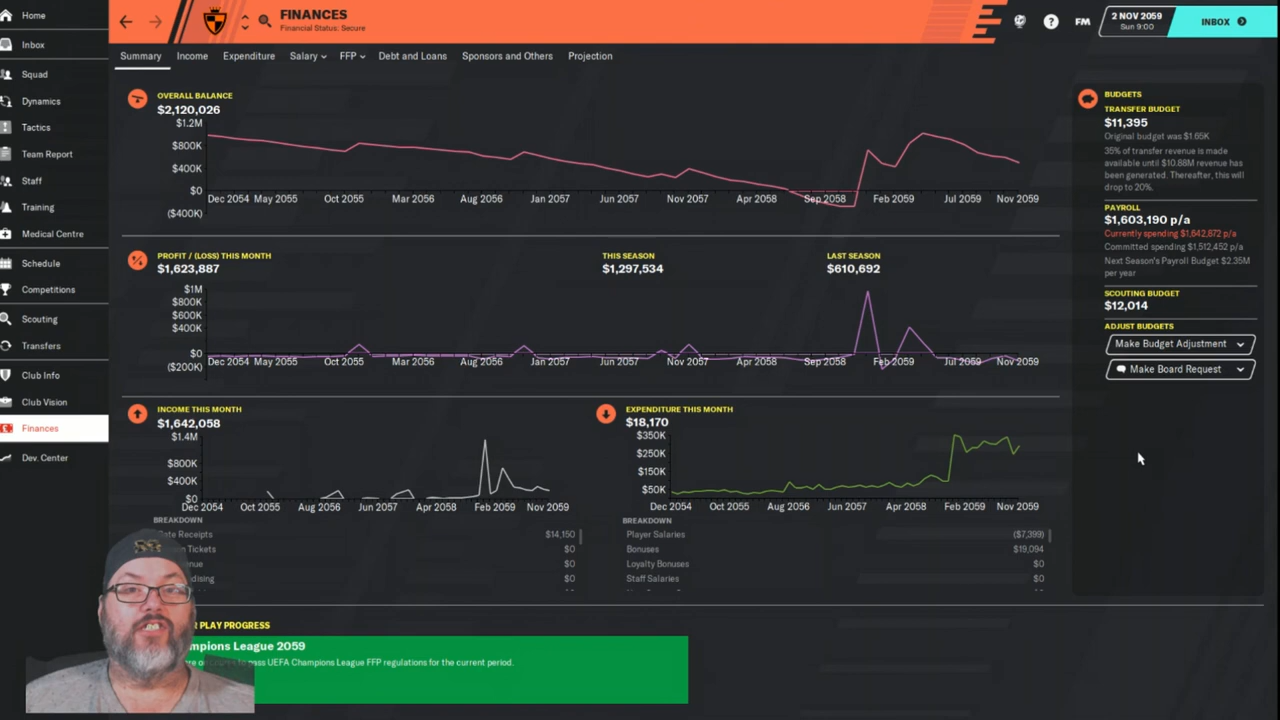 Home
Inbox
Squad
Dynamics
Tactics
Team Report
Staff
Training
Medical Centre
Schedule
Competitions
Scouting
Transfers
Club Info
Club Vision
Finances
Dev. Center
FINANCES
Financial Status: Secure
FM
2 NOV 2059
Sun 9:00
INBOX
Summary
Income
Expenditure
Salary
FFP
Debt and Loans
Sponsors and Others
Projection
OVERALL BALANCE
$2,120,026
$1.2M
$800K
$400K
$0
($400K)
Dec 2054 May 2055 Oct 2055 Mar 2056 Aug 2056 Jan 2057 Jun 2057 Nov 2057 Apr 2058 Sep 2058 Feb 2059 Jul 2059 Nov 2059
PROFIT / (LOSS) THIS MONTH
$1,623,887
THIS SEASON
$1,297,534
LAST SEASON
$610,692
$1M
$800K
$600K
$400K
$0
($200K)
Dec 2054 May 2055 Oct 2055 Mar 2056 Aug 2056 Jan 2057 Jun 2057 Nov 2057 Apr 2058 Sep 2058 Feb 2059 Jul 2059 Nov 2059
INCOME THIS MONTH
$1,642,058
$1.4M
$800K
$400K
$0
Dec 2054 Oct 2055 Aug 2056 Jun 2057 Apr 2058 Feb 2059 Nov 2059
BREAKDOWN
Gate Receipts $14,150
Tickets $0
$0
$0
EXPENDITURE THIS MONTH
$18,170
$350K
$250K
$150K
$50K
Dec 2054 Oct 2055 Aug 2056 Jun 2057 Apr 2058 Feb 2059 Nov 2059
BREAKDOWN
Player Salaries ($7,399)
Bonuses $19,094
Loyalty Bonuses $0
Staff Salaries $0
PLAY PROGRESS
mpions League 2059
pass UEFA Champions League FFP regulations for the current period.
BUDGETS
TRANSFER BUDGET
$11,395
Original budget was $1.65K
35% of transfer revenue is made
available until $10.88M revenue has
been generated. Thereafter, this will
drop to 20%.
PAYROLL
$1,603,190 p/a
Currently spending $1,642,872 p/a
Committed spending $1,512,452 p/a
Next Season's Payroll Budget $2.35M
per year
SCOUTING BUDGET
$12,014
ADJUST BUDGETS
Make Budget Adjustment
Make Board Request